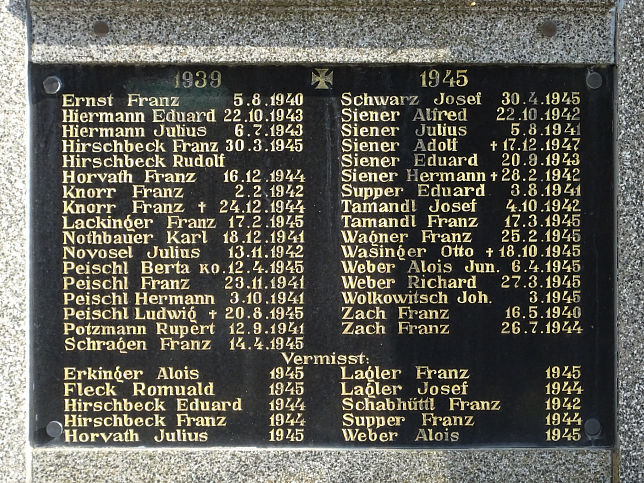 1939 1945
Ernst Franz 5.8.1940
Hiermann Eduard 22.10.1943
Hiermann Julius 6.7.1943
Hirschbeck Franz 30.3.1945
Hirschbeck Rudolf
Horvath Franz 16.12.1944
Knorr Franz 2.2.1942
Knorr Franz † 24.12.1944
Lackinger Franz 17.2.1945
Nothbauer Karl 18.12.1941
Novosel Julius 13.11.1942
Peischl Berta KO. 12.4.1945
Peischl Franz 23.11.1941
Peischl Hermann 3.10.1941
Peischl Ludwig † 20.8.1945
Potzmann Rupert 12.9.1941
Schragen Franz 14.4.1945
Schwarz Josef 30.4.1945
Siener Alfred 22.10.1942
Siener Julius 5.8.1941
Siener Adolf † 17.12.1947
Siener Eduard 20.9.1943
Siener Hermann † 28.2.1942
Supper Eduard 3.8.1941
Tamandl Josef 4.10.1942
Tamandl Franz 17.3.1945
Wagner Franz 25.2.1945
Wasinger Otto † 18.10.1945
Weber Alois Jun. 6.4.1945
Weber Richard 27.3.1945
Wolkowitsch Joh. 3.1945
Zach Franz 16.5.1940
Zach Franz 26.7.1944
Vermisst:
Erkinger Alois 1945
Fleck Romuald 1945
Hirschbeck Eduard 1944
Hirschbeck Franz 1944
Horvath Julius 1945
Lagler Franz 1945
Lagler Josef 1944
Schabhüttl Franz 1942
Supper Franz 1944
Weber Alois 1945